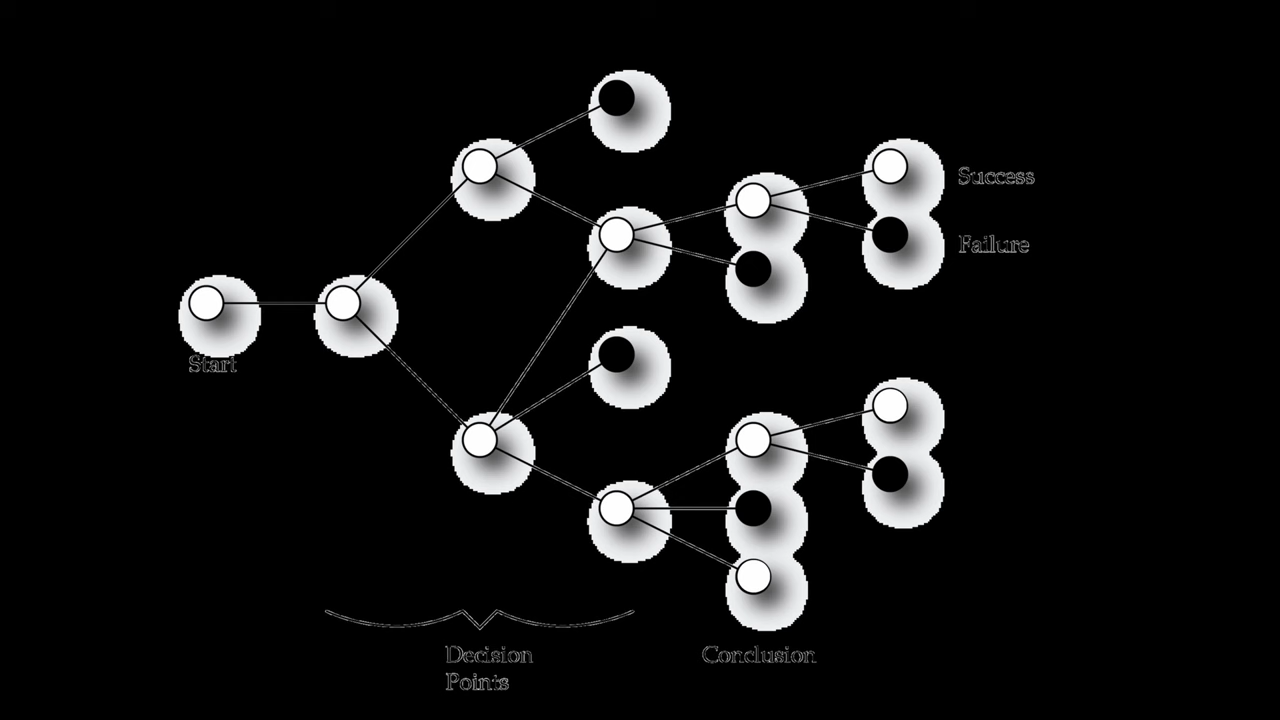 Success
Failure
Start
Decision
Points
Conclusion